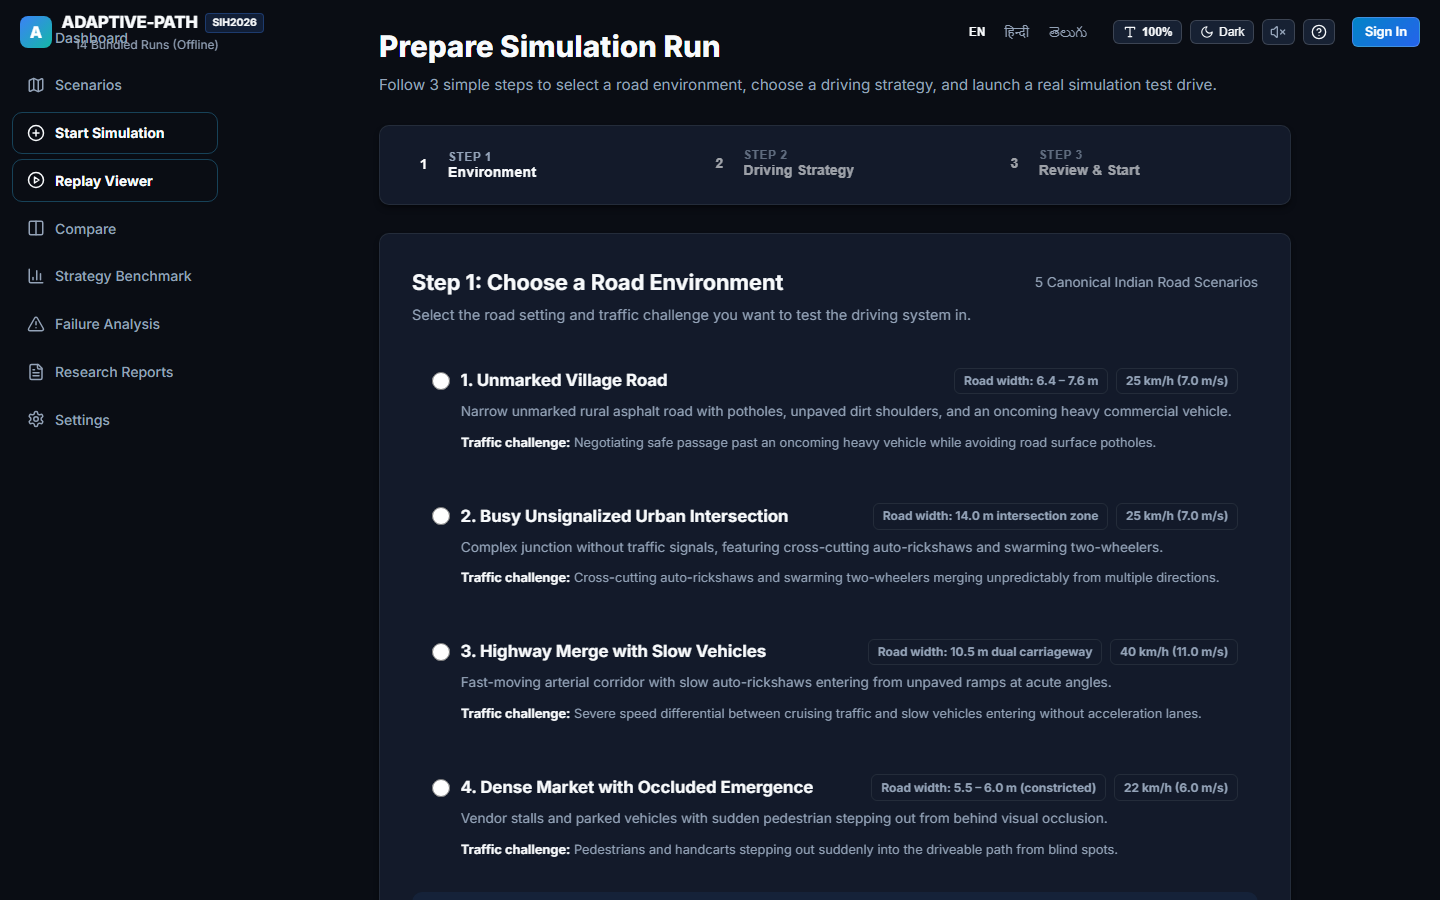 A ADAPTIVE-PATH SIH2026
14 Bundled Runs (Offline)
Dashboard
Scenarios
Start Simulation
Replay Viewer
Compare
Strategy Benchmark
Failure Analysis
Research Reports
Settings
EN हिन्दी తెలుగు 100% Dark Sign In
Prepare Simulation Run
Follow 3 simple steps to select a road environment, choose a driving strategy, and launch a real simulation test drive.
1 STEP 1
Environment
2 STEP 2
Driving Strategy
3 STEP 3
Review & Start
Step 1: Choose a Road Environment
5 Canonical Indian Road Scenarios
Select the road setting and traffic challenge you want to test the driving system in.
1. Unmarked Village Road
Road width: 6.4 – 7.6 m 25 km/h (7.0 m/s)
Narrow unmarked rural asphalt road with potholes, unpaved dirt shoulders, and an oncoming heavy commercial vehicle.
Traffic challenge: Negotiating safe passage past an oncoming heavy vehicle while avoiding road surface potholes.
2. Busy Unsignalized Urban Intersection
Road width: 14.0 m intersection zone 25 km/h (7.0 m/s)
Complex junction without traffic signals, featuring cross-cutting auto-rickshaws and swarming two-wheelers.
Traffic challenge: Cross-cutting auto-rickshaws and swarming two-wheelers merging unpredictably from multiple directions.
3. Highway Merge with Slow Vehicles
Road width: 10.5 m dual carriageway 40 km/h (11.0 m/s)
Fast-moving arterial corridor with slow auto-rickshaws entering from unpaved ramps at acute angles.
Traffic challenge: Severe speed differential between cruising traffic and slow vehicles entering without acceleration lanes.
4. Dense Market with Occluded Emergence
Road width: 5.5 – 6.0 m (constricted) 22 km/h (6.0 m/s)
Vendor stalls and parked vehicles with sudden pedestrian stepping out from behind visual occlusion.
Traffic challenge: Pedestrians and handcarts stepping out suddenly into the driveable path from blind spots.